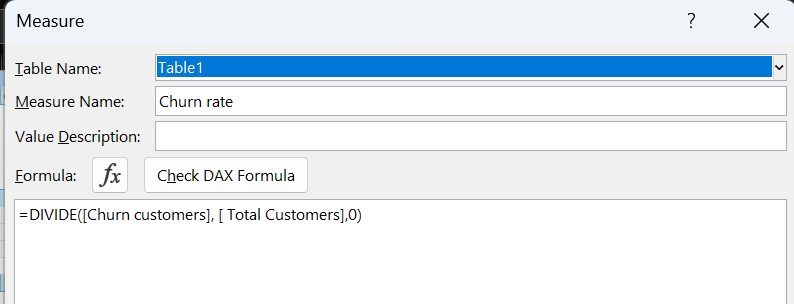 Measure ?
Table Name: Table1
Measure Name: Churn rate
Value Description:
Formula: fx Check DAX Formula
=DIVIDE([Churn customers], [ Total Customers],0)